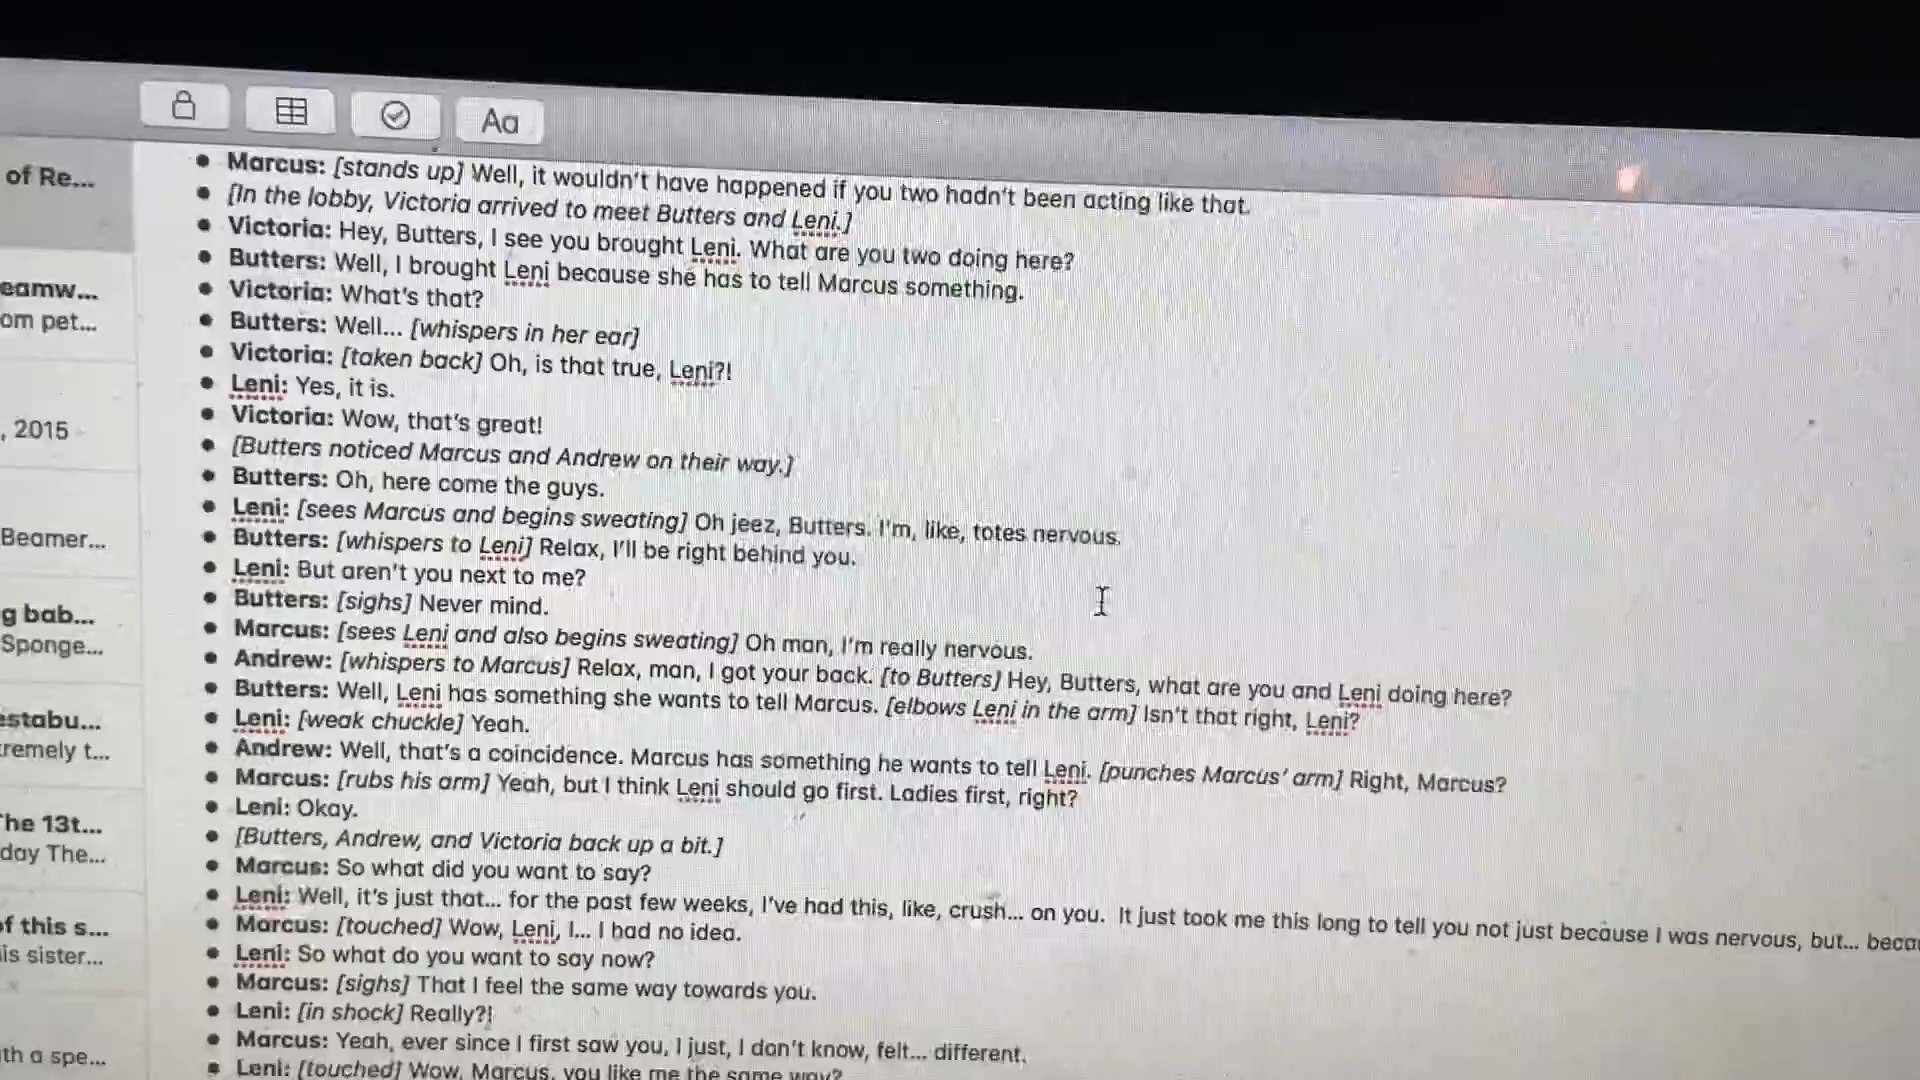 Aa
of Re...
eamw...
om pet...
, 2015
Beamer...
g bab...
Sponge...
estabu...
remely t...
The 13t...
day The...
of this s...
is sister...
th a spe...
• Marcus: [stands up] Well, it wouldn't have happened if you two hadn't been acting like that.
• [In the lobby, Victoria arrived to meet Butters and Leni.]
• Victoria: Hey, Butters, I see you brought Leni. What are you two doing here?
• Butters: Well, I brought Leni because she has to tell Marcus something.
• Victoria: What's that?
• Butters: Well... [whispers in her ear]
• Victoria: [taken back] Oh, is that true, Leni?!
• Leni: Yes, it is.
• Victoria: Wow, that's great!
• [Butters noticed Marcus and Andrew on their way.]
• Butters: Oh, here come the guys.
• Leni: [sees Marcus and begins sweating] Oh jeez, Butters. I'm, like, totes nervous.
• Butters: [whispers to Leni] Relax, I'll be right behind you.
• Leni: But aren't you next to me?
• Butters: [sighs] Never mind.
• Marcus: [sees Leni and also begins sweating] Oh man, I'm really nervous.
• Andrew: [whispers to Marcus] Relax, man, I got your back. [to Butters] Hey, Butters, what are you and Leni doing here?
• Butters: Well, Leni has something she wants to tell Marcus. [elbows Leni in the arm] Isn't that right, Leni?
• Leni: [weak chuckle] Yeah.
• Andrew: Well, that's a coincidence. Marcus has something he wants to tell Leni. [punches Marcus' arm] Right, Marcus?
• Marcus: [rubs his arm] Yeah, but I think Leni should go first. Ladies first, right?
• Leni: Okay.
• [Butters, Andrew, and Victoria back up a bit.]
• Marcus: So what did you want to say?
• Leni: Well, it's just that... for the past few weeks, I've had this, like, crush... on you. It just took me this long to tell you not just because I was nervous, but... becau
• Marcus: [touched] Wow, Leni, I... I had no idea.
• Leni: So what do you want to say now?
• Marcus: [sighs] That I feel the same way towards you.
• Leni: [in shock] Really?!
• Marcus: Yeah, ever since I first saw you, I just, I don't know, felt... different.
• Leni: [touched] Wow, Marcus, you like me the same way?